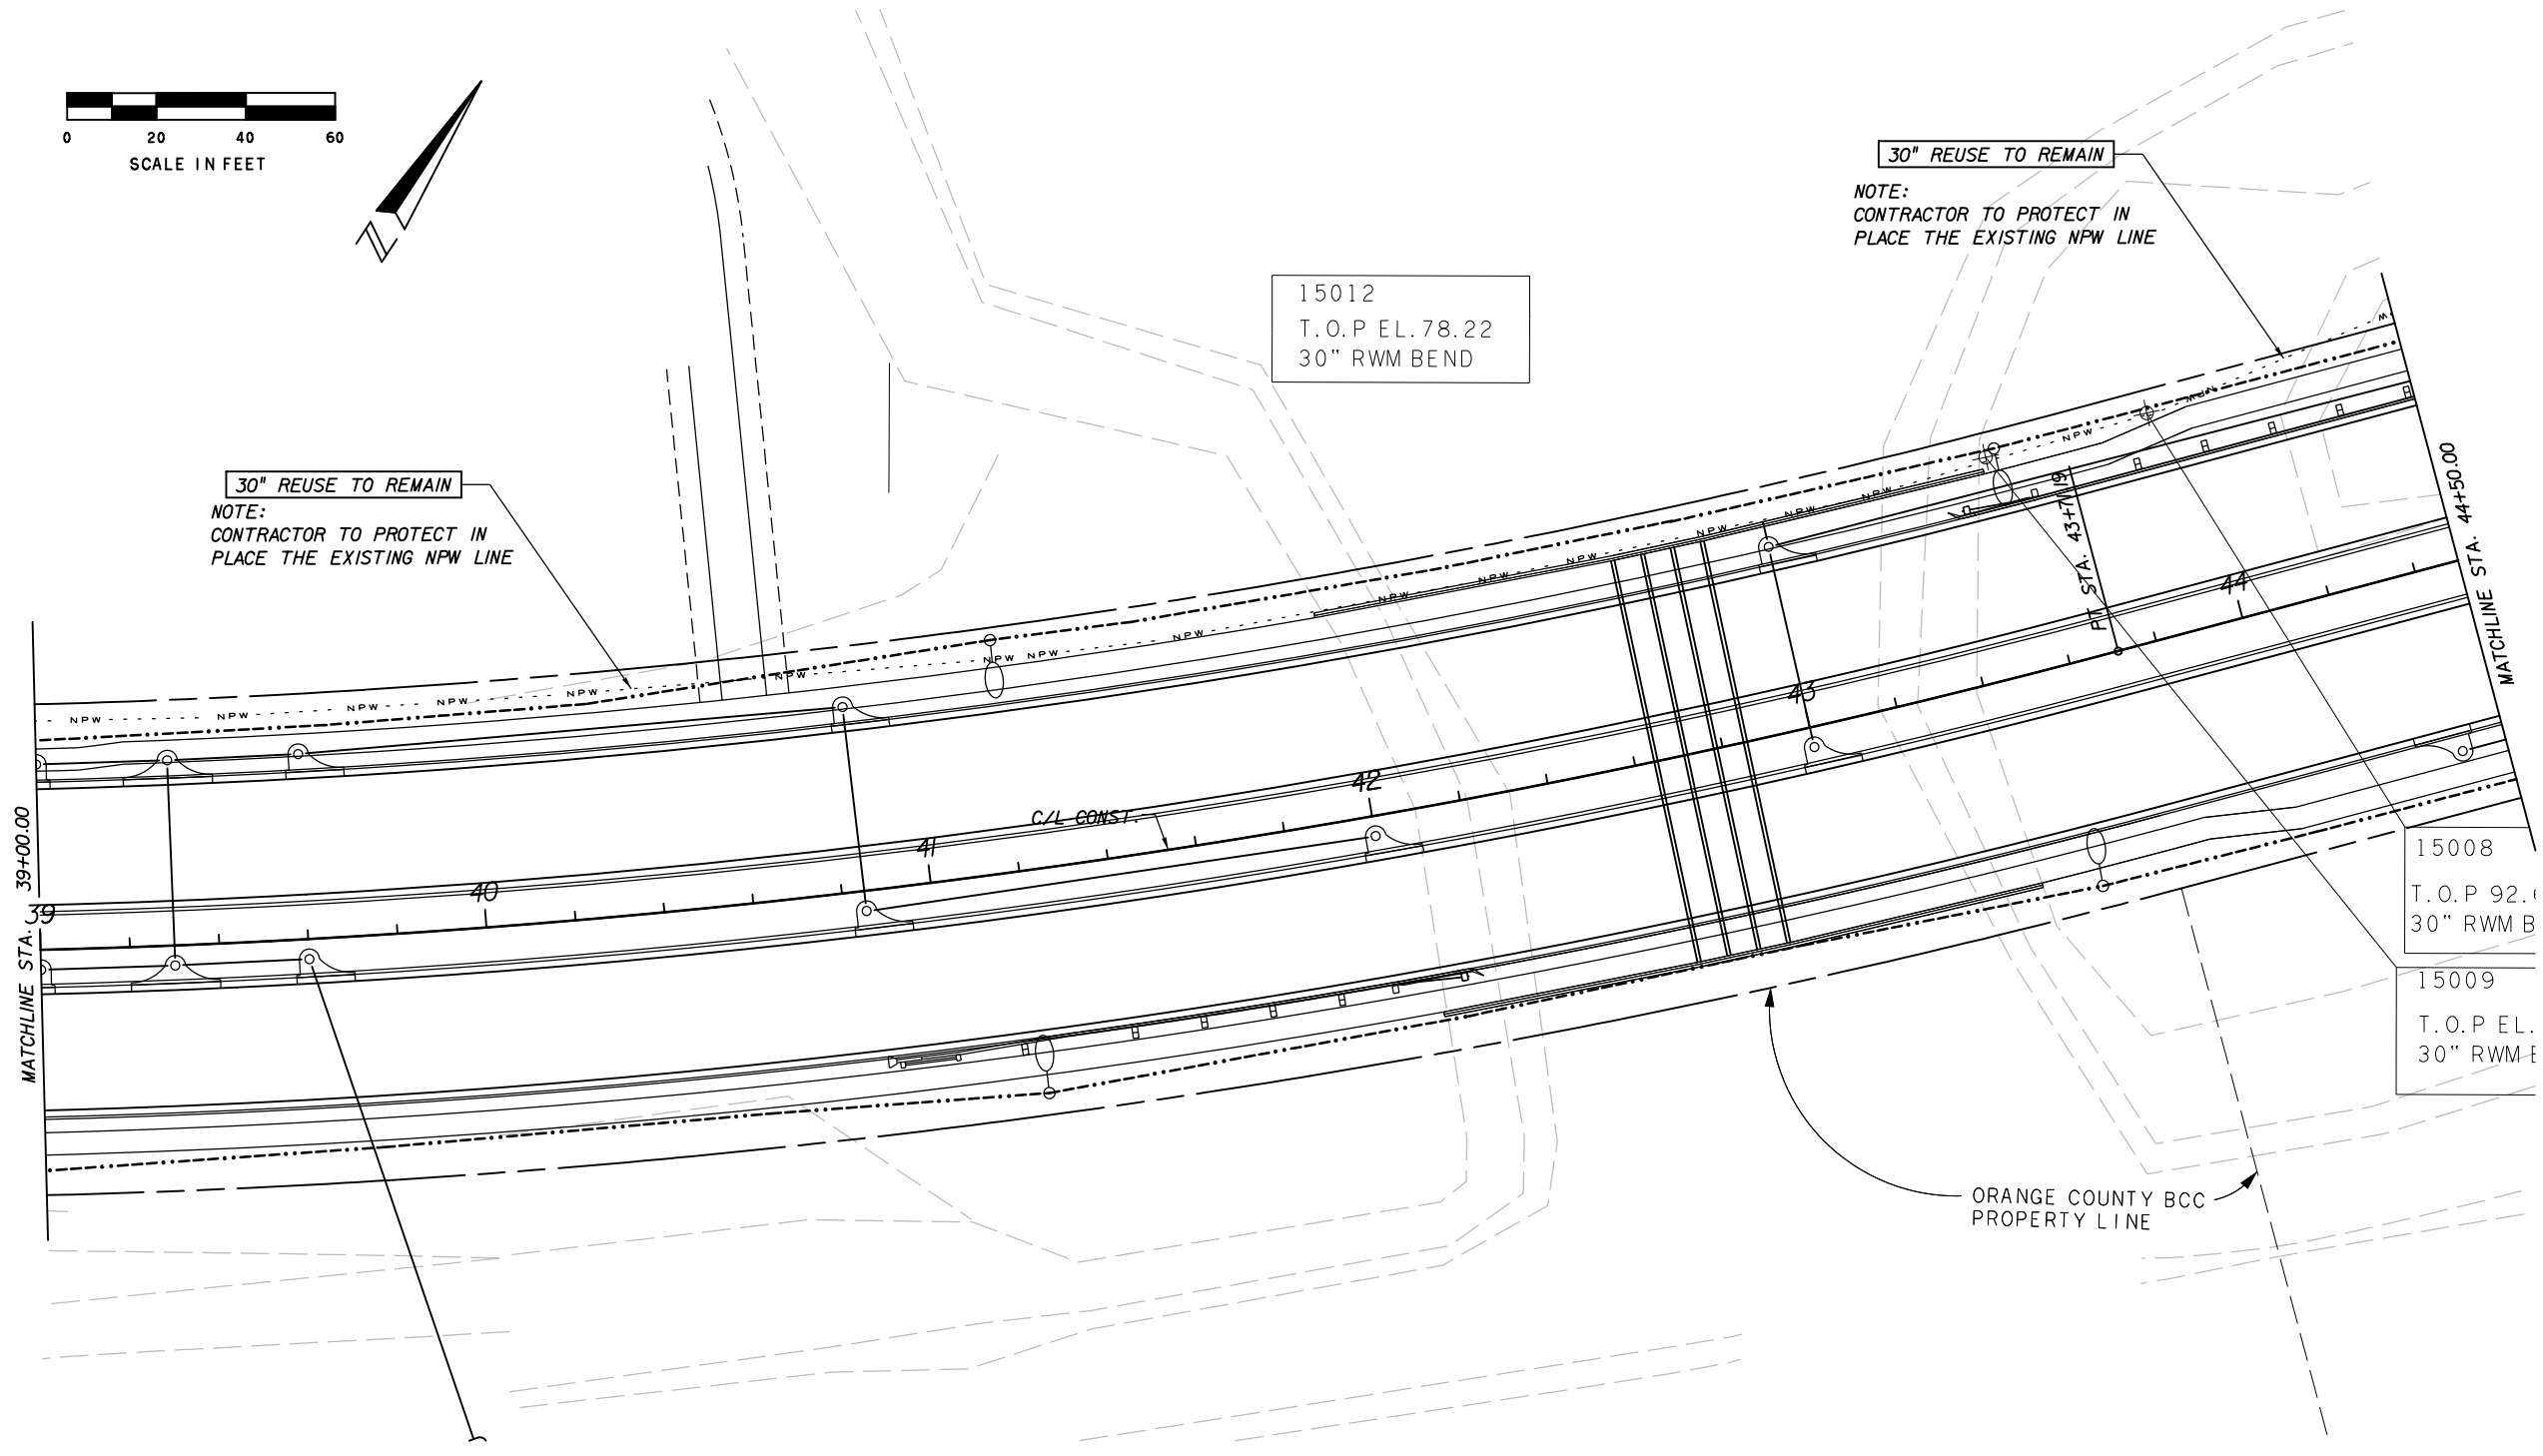 0 20 40 60
SCALE IN FEET
N
30" REUSE TO REMAIN
NOTE:
CONTRACTOR TO PROTECT IN
PLACE THE EXISTING NPW LINE
15012
T.O.P EL.78.22
30" RWM BEND
30" REUSE TO REMAIN
NOTE:
CONTRACTOR TO PROTECT IN
PLACE THE EXISTING NPW LINE
NPW NPW NPW NPW NPW NPW NPW NPW NPW NPW NPW NPW NPW NPW NPW NPW NPW
W
MATCHLINE STA. 39+00.00
39
40
41
C/L CONST.
42
43
PT STA. 43+71.19
44
MATCHLINE STA. 44+50.00
15008
T.O.P 92.
30" RWM B
15009
T.O.P EL.
30" RWM
ORANGE COUNTY BCC
PROPERTY LINE